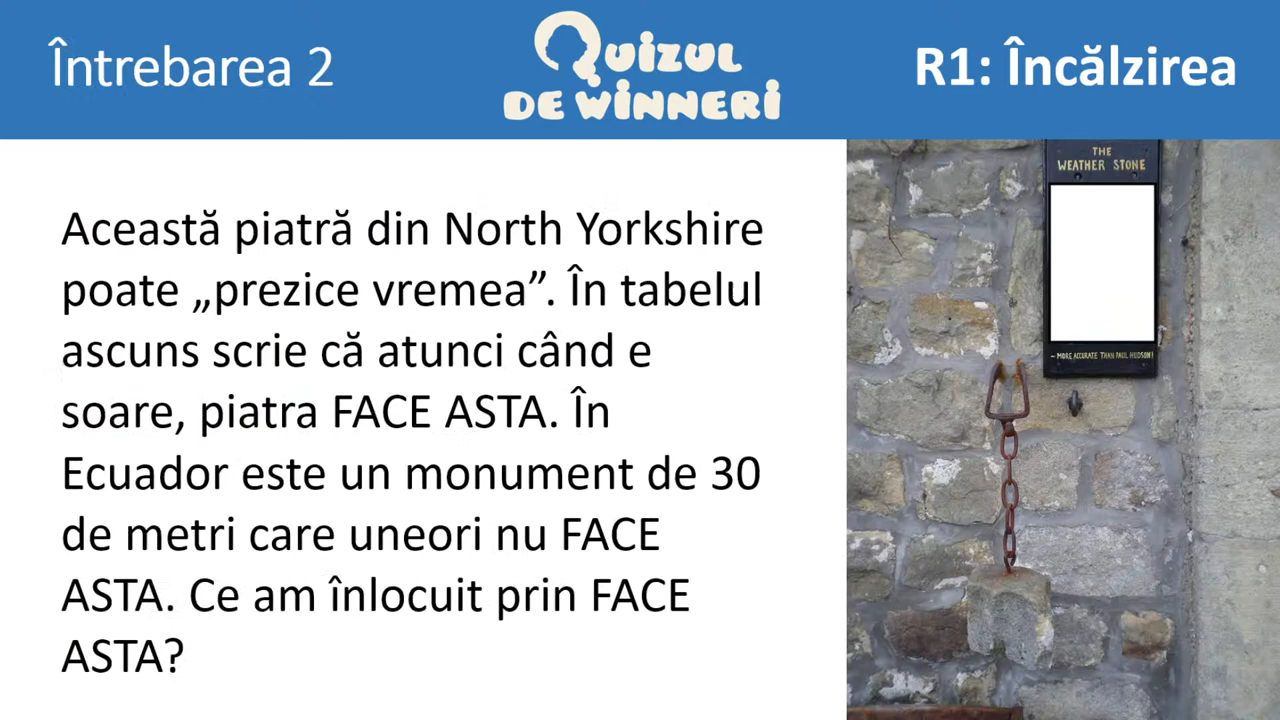 Întrebarea 2
QUIZUL
DE WINNERI
R1: Încălzirea
Această piatră din North Yorkshire
poate „prezice vremea”. În tabelul
ascuns scrie că atunci când e
soare, piatra FACE ASTA. În
Ecuador este un monument de 30
de metri care uneori nu FACE
ASTA. Ce am înlocuit prin FACE
ASTA?
THE
WEATHER STONE
– MORE ACCURATE THAN PAUL HUDSON!